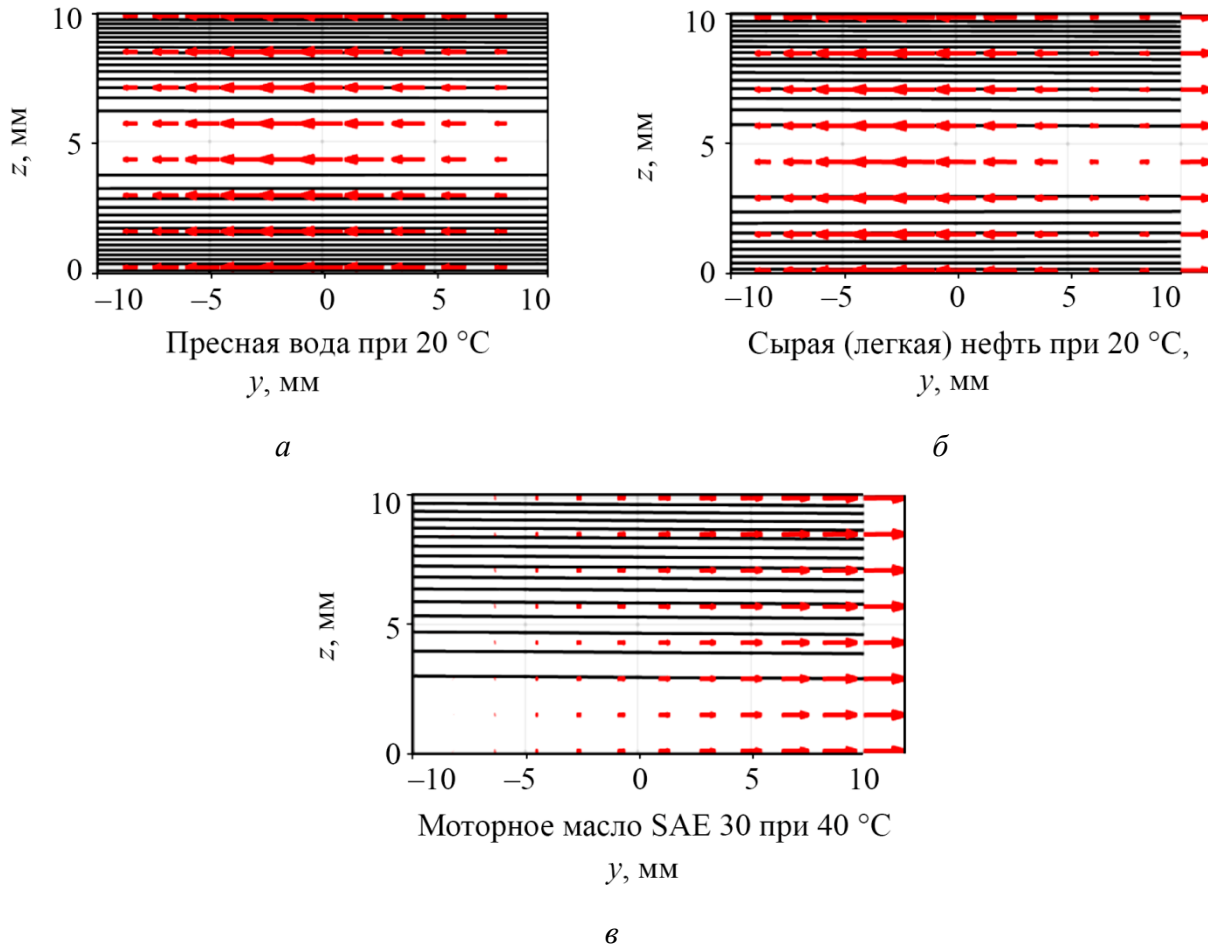 10
5
0
z, мм
–10 –5 0 5 10
Пресная вода при 20 °C
y, мм
а
10
5
0
z, мм
–10 –5 0 5 10
Сырая (легкая) нефть при 20 °C,
y, мм
б
10
5
0
z, мм
–10 –5 0 5 10
Моторное масло SAE 30 при 40 °C
y, мм
в